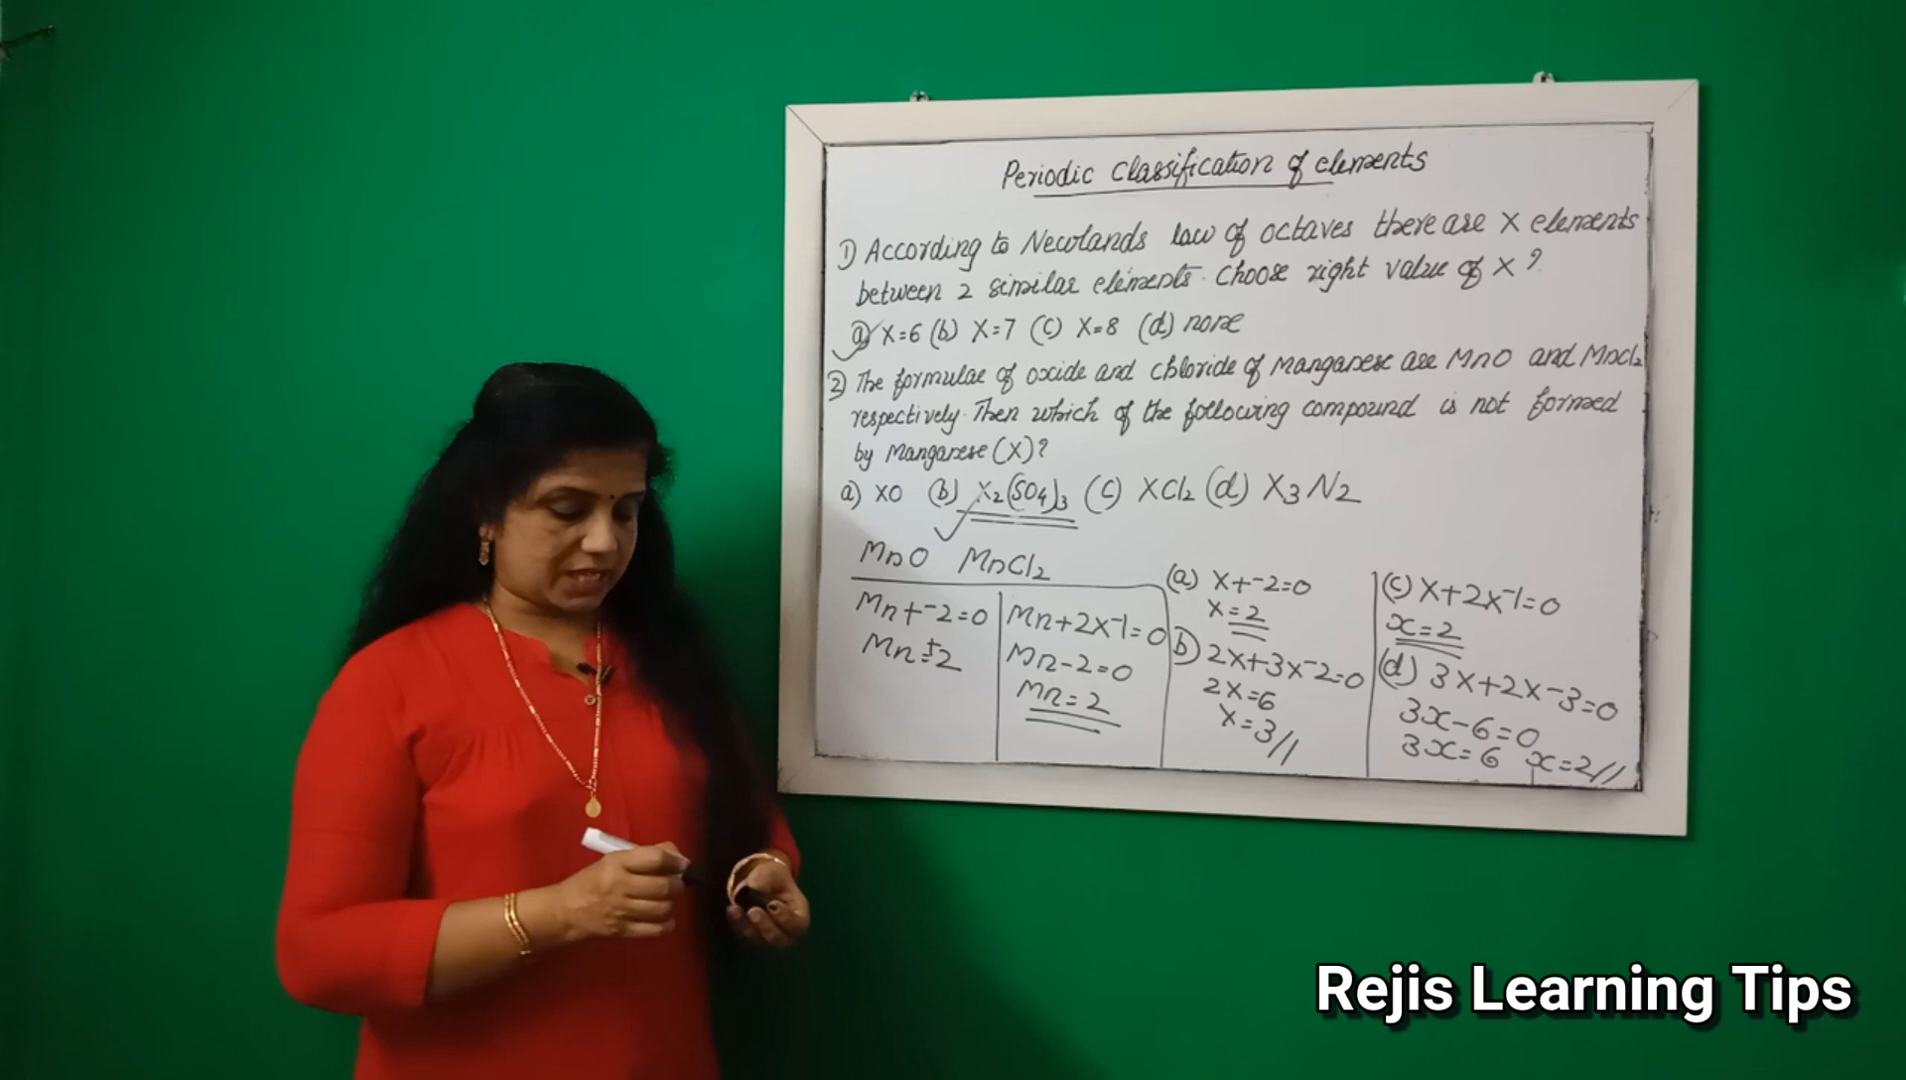 Periodic Classification of elements
1) According to Newlands law of octaves there are X elements
between 2 similar elements. Choose right value of X ?
a) X=6 (b) X=7 (c) X=8 (d) none
2) The formulae of oxide and chloride of Manganese are MnO and MnCl2
respectively. Then which of the following compound is not formed
by Manganese (X)?
a) XO (b) X2(SO4)3 (c) XCl2 (d) X3N2
MnO MnCl2
Mn+-2=0
Mn=+2
Mn+2x-1=0
Mn-2=0
Mn=2
(a) X+-2=0
X=2
b) 2X+3x-2=0
2X=6
X=3//
(c) X+2x-1=0
x=2
(d) 3X+2x-3=0
3x-6=0
3x=6 x=2//
Rejis Learning Tips